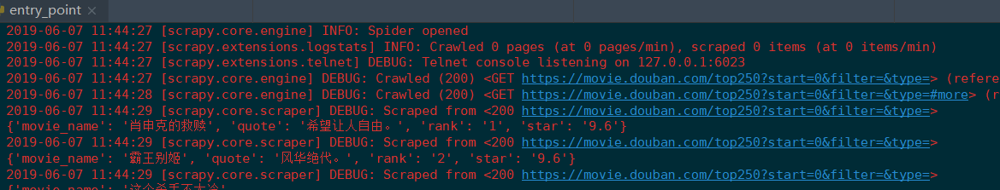 entry_point
2019-06-07 11:44:27 [scrapy.core.engine] INFO: Spider opened
2019-06-07 11:44:27 [scrapy.extensions.logstats] INFO: Crawled 0 pages (at 0 pages/min), scraped 0 items (at 0 items/min)
2019-06-07 11:44:27 [scrapy.extensions.telnet] DEBUG: Telnet console listening on 127.0.0.1:6023
2019-06-07 11:44:27 [scrapy.core.engine] DEBUG: Crawled (200) <GET https://movie.douban.com/top250?start=0&filter=&type=> (refere
2019-06-07 11:44:28 [scrapy.core.engine] DEBUG: Crawled (200) <GET https://movie.douban.com/top250?start=0&filter=&type=#more> (r
2019-06-07 11:44:29 [scrapy.core.scraper] DEBUG: Scraped from <200 https://movie.douban.com/top250?start=0&filter=&type=>
{'movie_name': '肖申克的救赎', 'quote': '希望让人自由。', 'rank': '1', 'star': '9.6'}
2019-06-07 11:44:29 [scrapy.core.scraper] DEBUG: Scraped from <200 https://movie.douban.com/top250?start=0&filter=&type=>
{'movie_name': '霸王别姬', 'quote': '风华绝代。', 'rank': '2', 'star': '9.6'}
2019-06-07 11:44:29 [scrapy.core.scraper] DEBUG: Scraped from <200 https://movie.douban.com/top250?start=0&filter=&type=>
{'movie_name': '这个杀手不太冷'